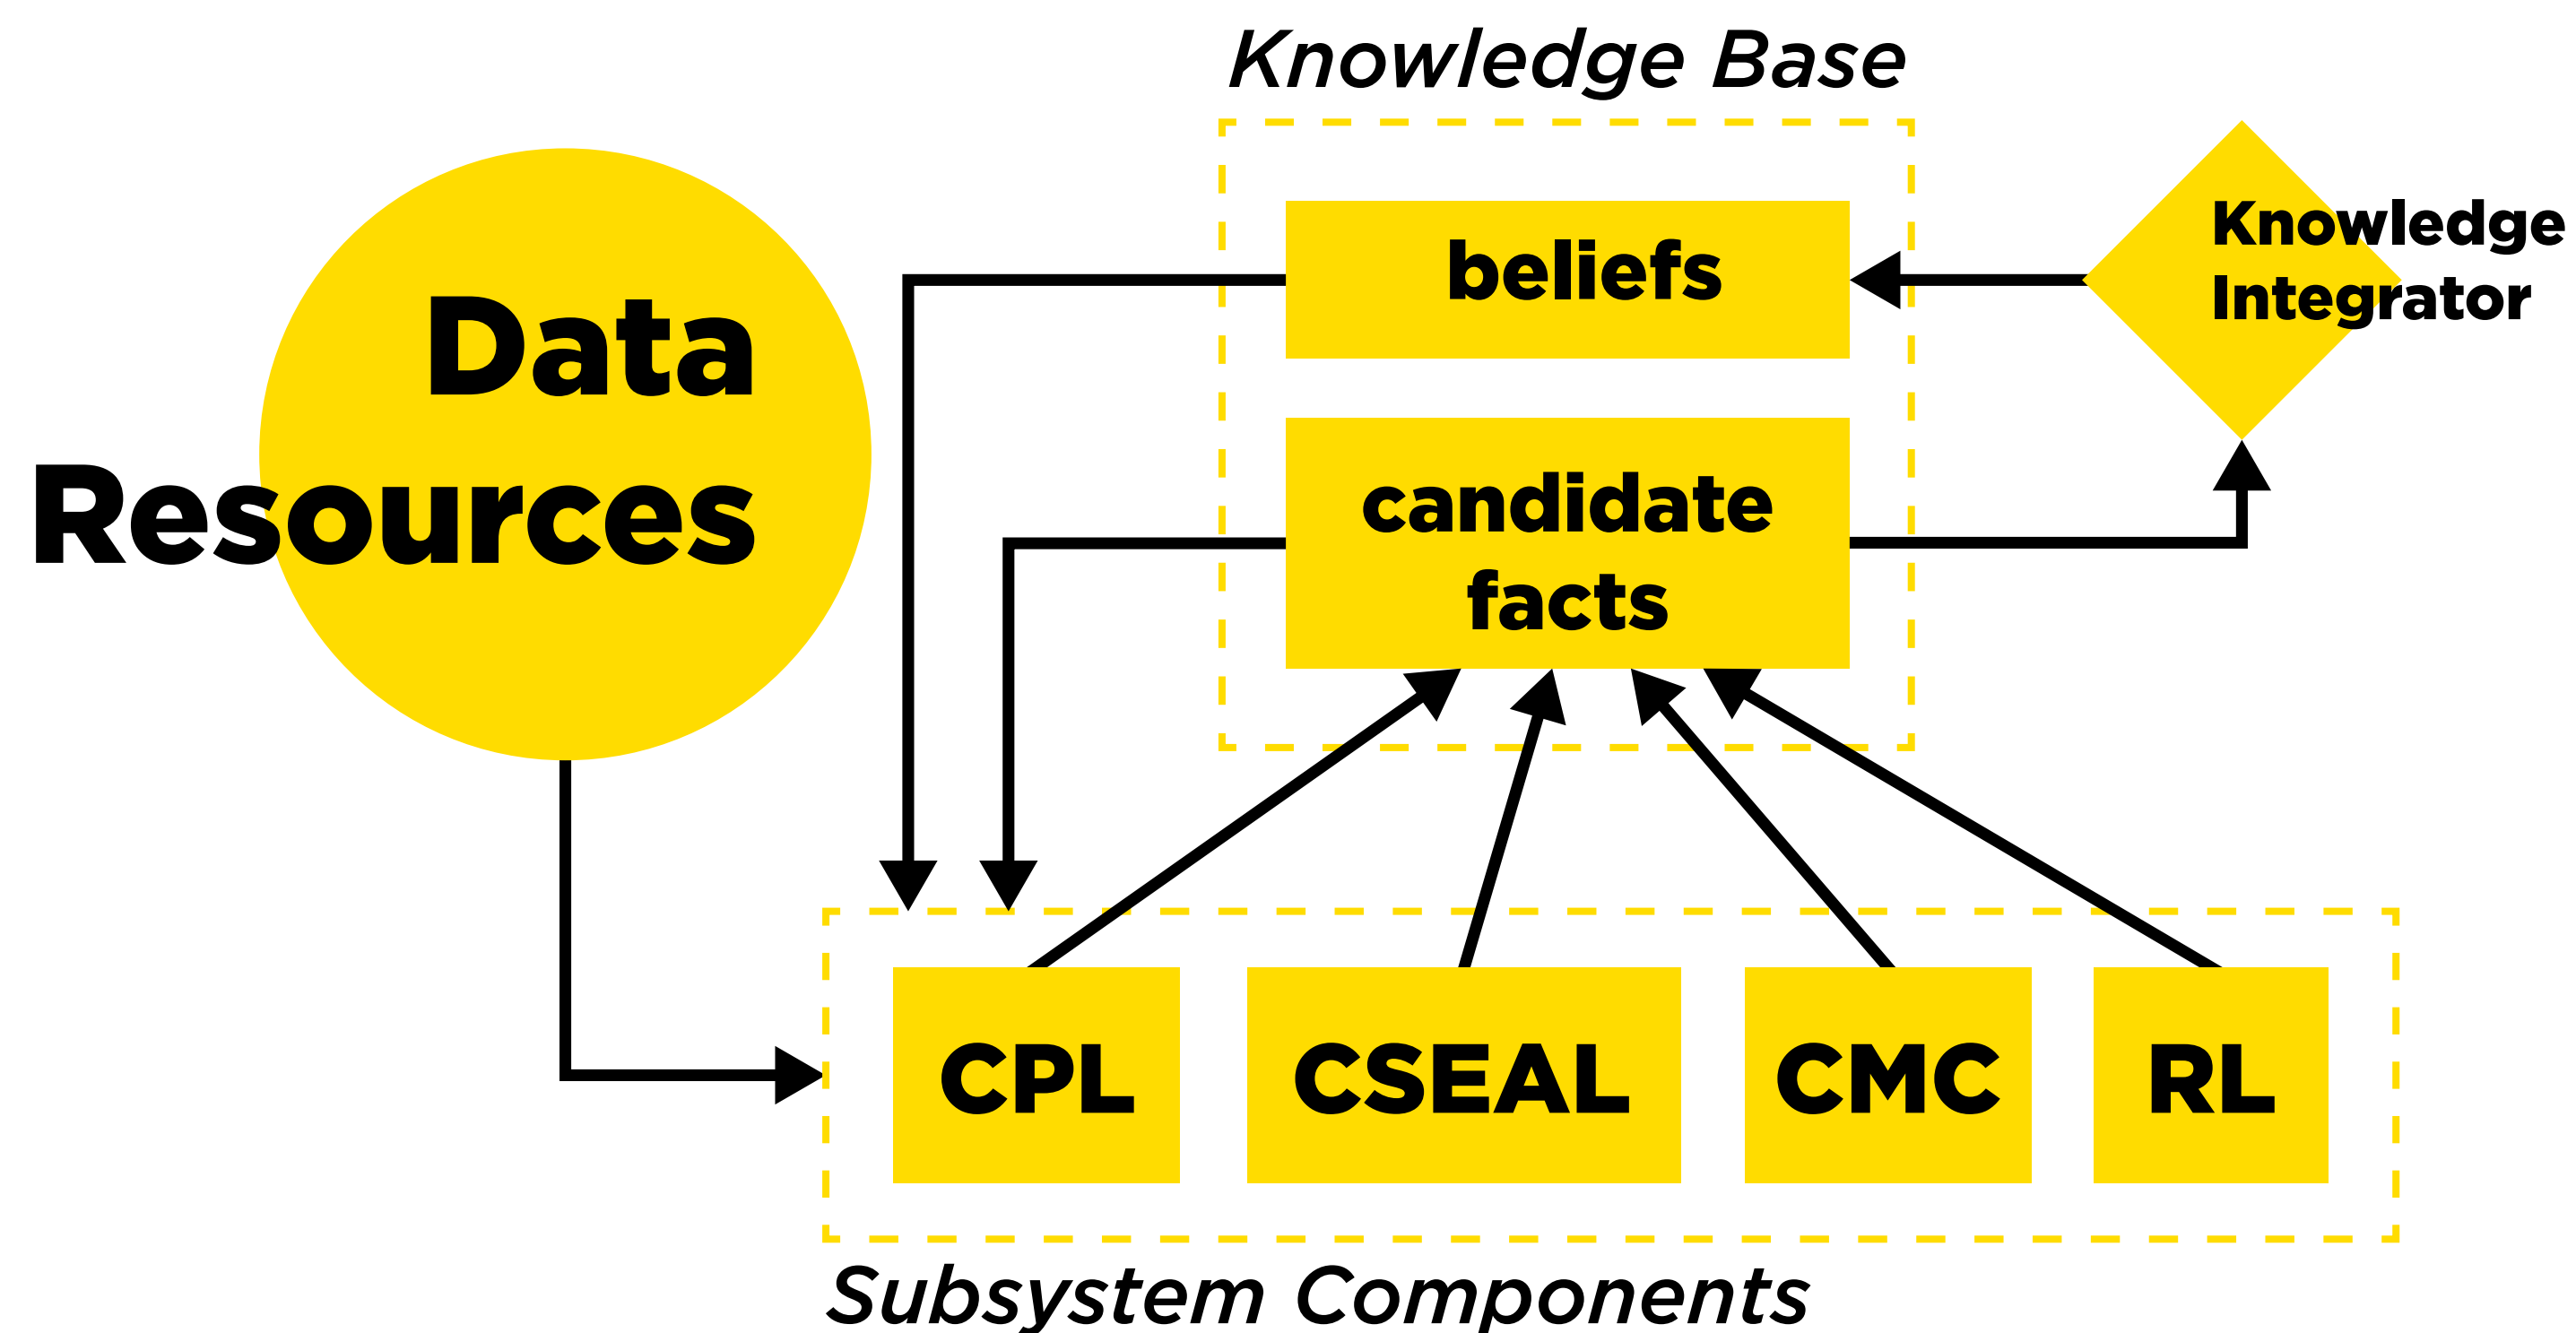 Knowledge Base
Data
Resources
beliefs
candidate
facts
Knowledge
Integrator
CPL
CSEAL
CMC
RL
Subsystem Components